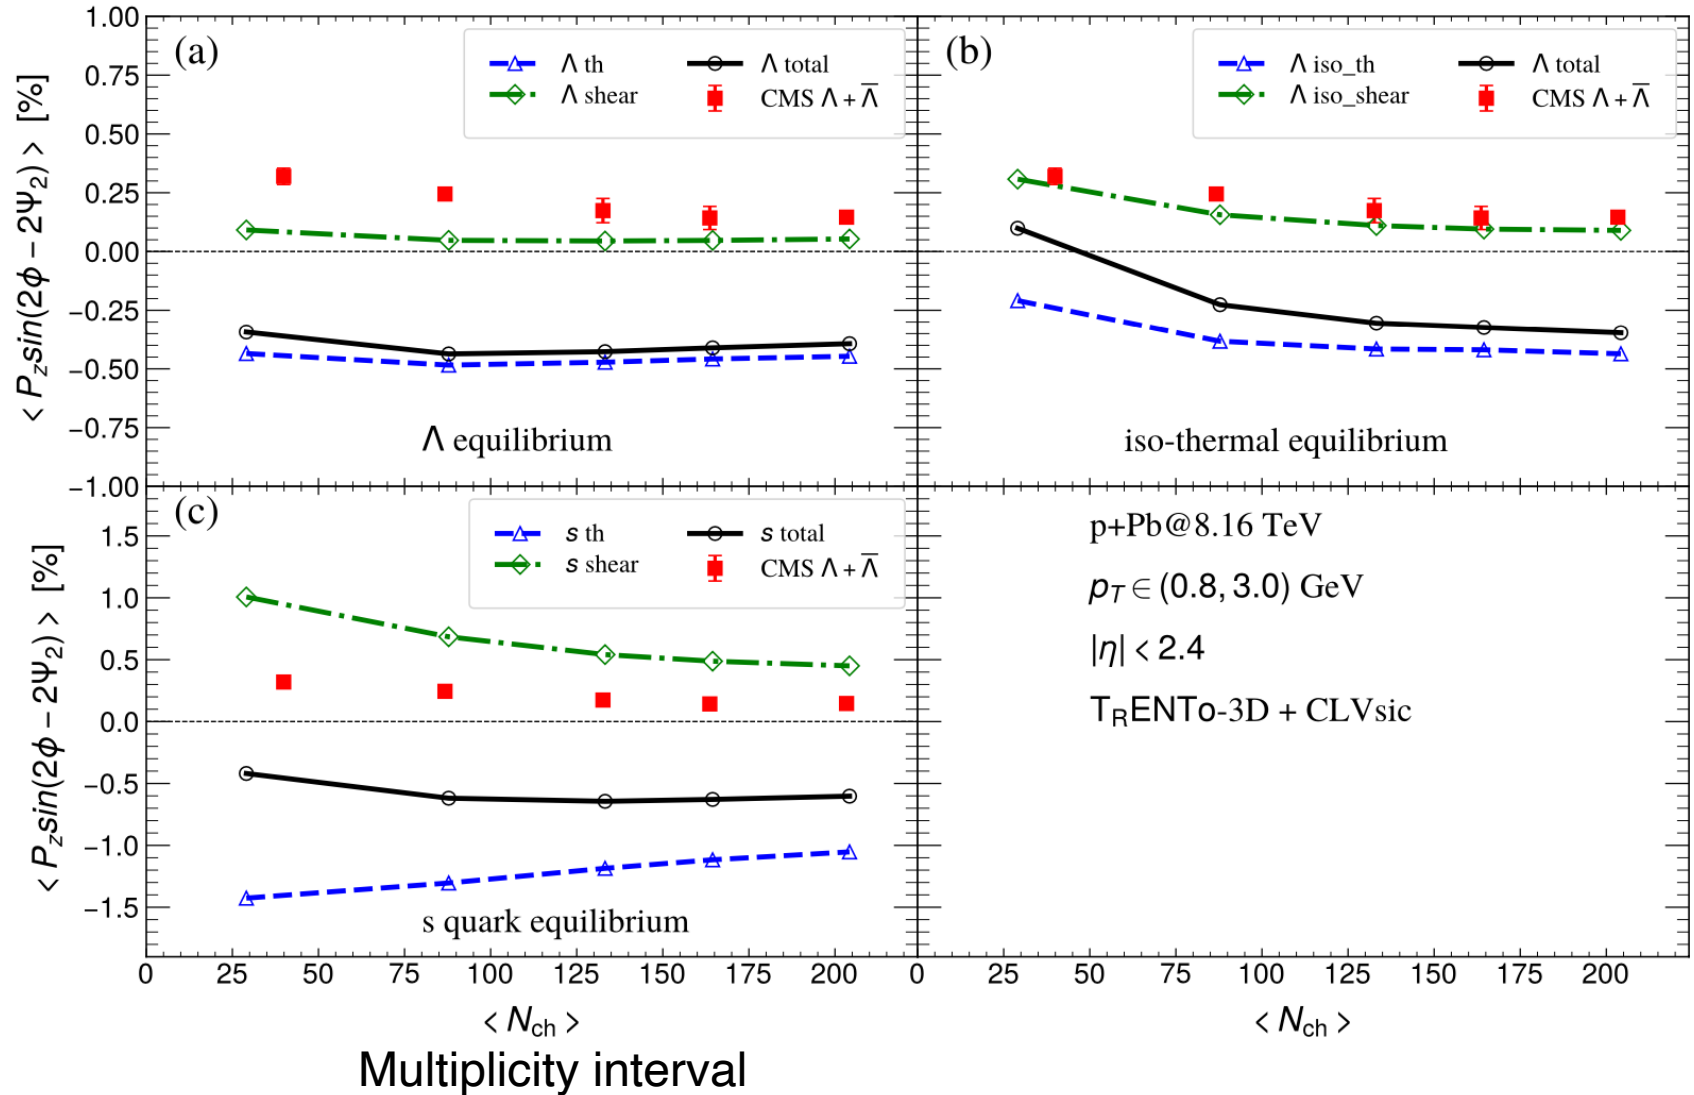 (a)
Λ th
Λ shear
Λ total
CMS Λ + Λ̅
< P_z sin(2ϕ − 2Ψ_2) > [%]
1.00
0.75
0.50
0.25
0.00
−0.25
−0.50
−0.75
−1.00
Λ equilibrium
(b)
Λ iso_th
Λ iso_shear
Λ total
CMS Λ + Λ̅
iso-thermal equilibrium
(c)
s th
s shear
s total
CMS Λ + Λ̅
< P_z sin(2ϕ − 2Ψ_2) > [%]
1.5
1.0
0.5
0.0
−0.5
−1.0
−1.5
s quark equilibrium
p+Pb@8.16 TeV
p_T ∈ (0.8, 3.0) GeV
|η| < 2.4
T_RENTo-3D + CLVsic
0 25 50 75 100 125 150 175 200
0 25 50 75 100 125 150 175 200
< N_ch >
< N_ch >
Multiplicity interval